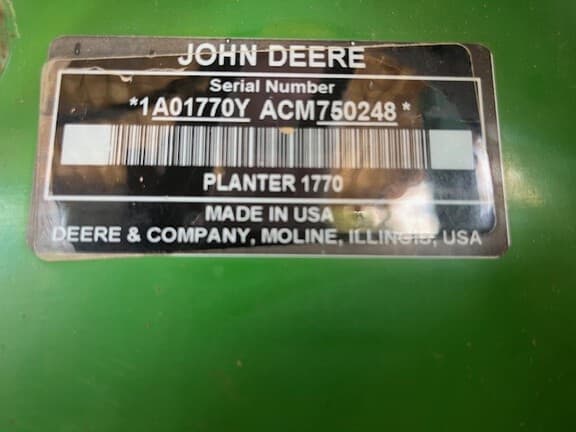 JOHN DEERE
Serial Number
*1A01770Y ACM750248*
PLANTER 1770
MADE IN USA
DEERE & COMPANY, MOLINE, ILLINOIS, USA